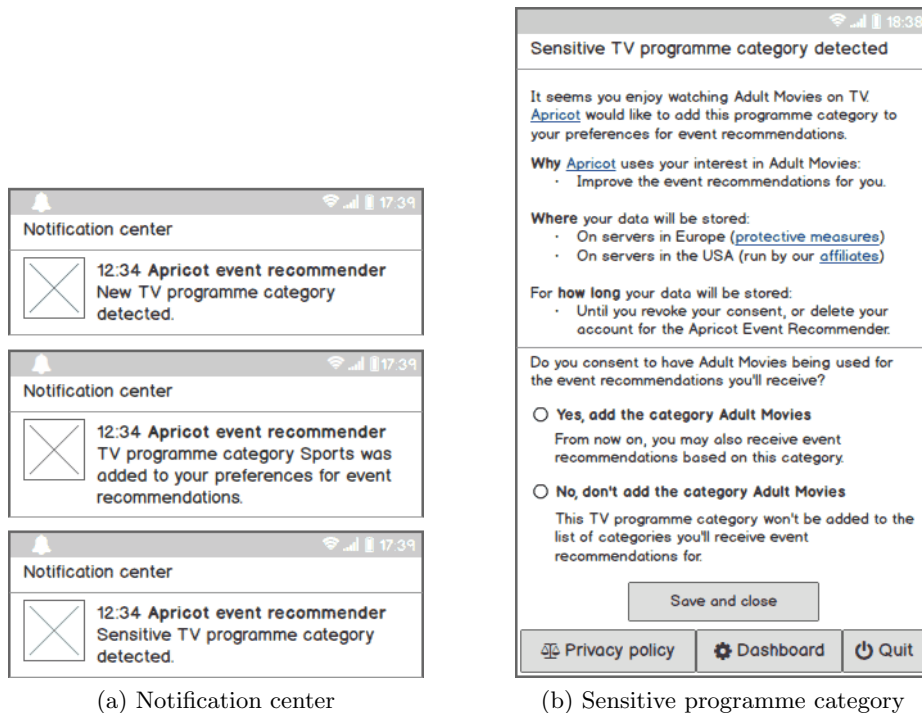 17:39
Notification center
12:34 Apricot event recommender
New TV programme category
detected.
17:39
Notification center
12:34 Apricot event recommender
TV programme category Sports was
added to your preferences for event
recommendations.
17:39
Notification center
12:34 Apricot event recommender
Sensitive TV programme category
detected.
(a) Notification center
18:38
Sensitive TV programme category detected
It seems you enjoy watching Adult Movies on TV.
Apricot would like to add this programme category to
your preferences for event recommendations.
Why Apricot uses your interest in Adult Movies:
· Improve the event recommendations for you.
Where your data will be stored:
· On servers in Europe (protective measures)
· On servers in the USA (run by our affiliates)
For how long your data will be stored:
· Until you revoke your consent, or delete your
account for the Apricot Event Recommender.
Do you consent to have Adult Movies being used for
the event recommendations you'll receive?
Yes, add the category Adult Movies
From now on, you may also receive event
recommendations based on this category.
No, don't add the category Adult Movies
This TV programme category won't be added to the
list of categories you'll receive event
recommendations for.
Save and close
Privacy policy
Dashboard
Quit
(b) Sensitive programme category